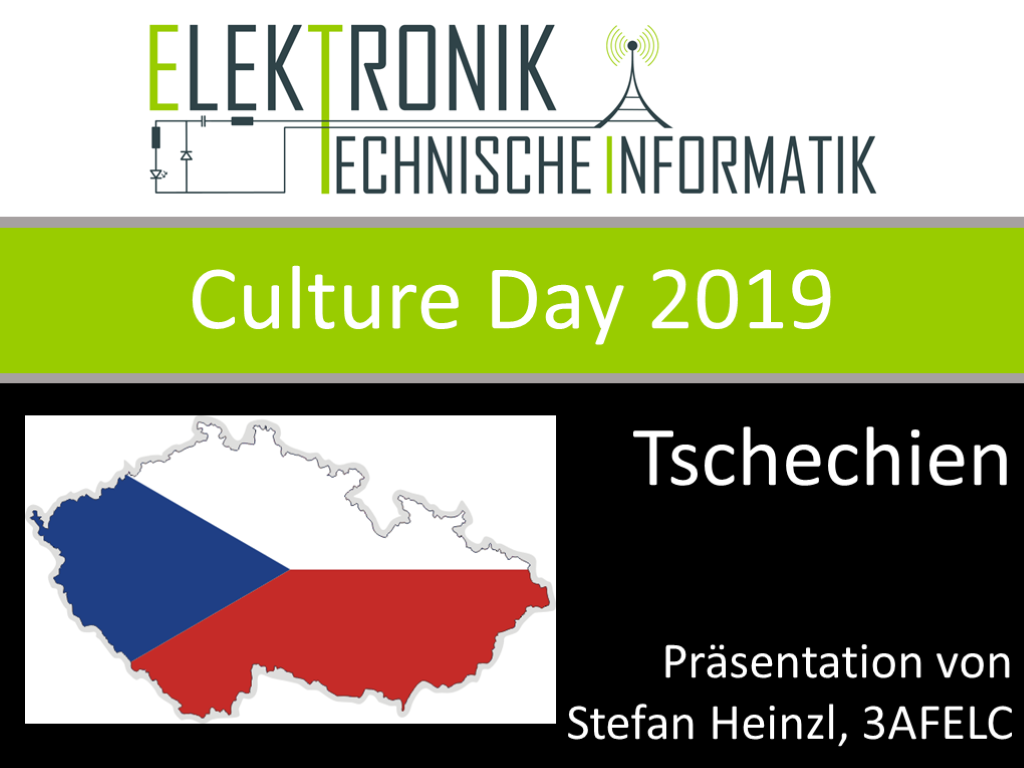 ELEKTRONIK
TECHNISCHE INFORMATIK
Culture Day 2019
Tschechien
Präsentation von
Stefan Heinzl, 3AFELC